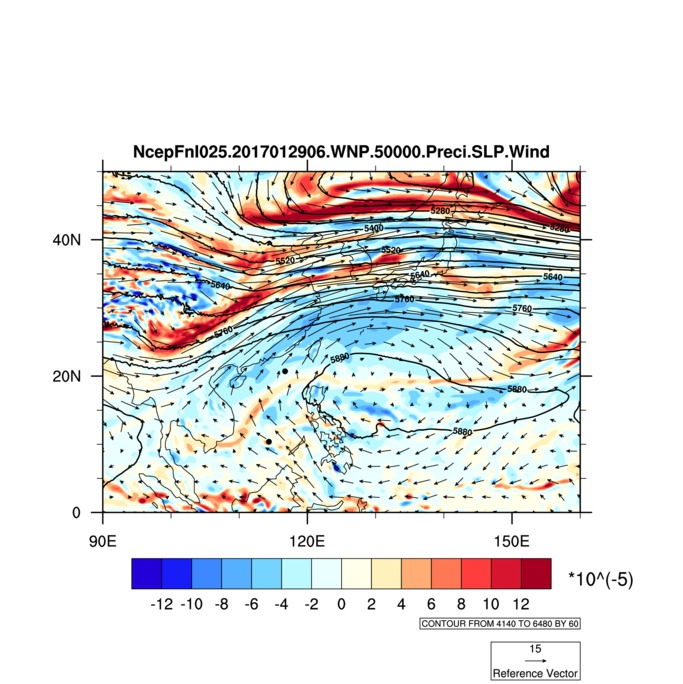 NcepFnl025.2017012906.WNP.50000.Preci.SLP.Wind
5280
5280
5400
40N
5520
5520
5640
5640
5640
5760
5760
5760
5880
20N
5880
5880
0
90E 120E 150E
-12 -10 -8 -6 -4 -2 0 2 4 6 8 10 12
*10^(-5)
CONTOUR FROM 4140 TO 6480 BY 60
15
Reference Vector